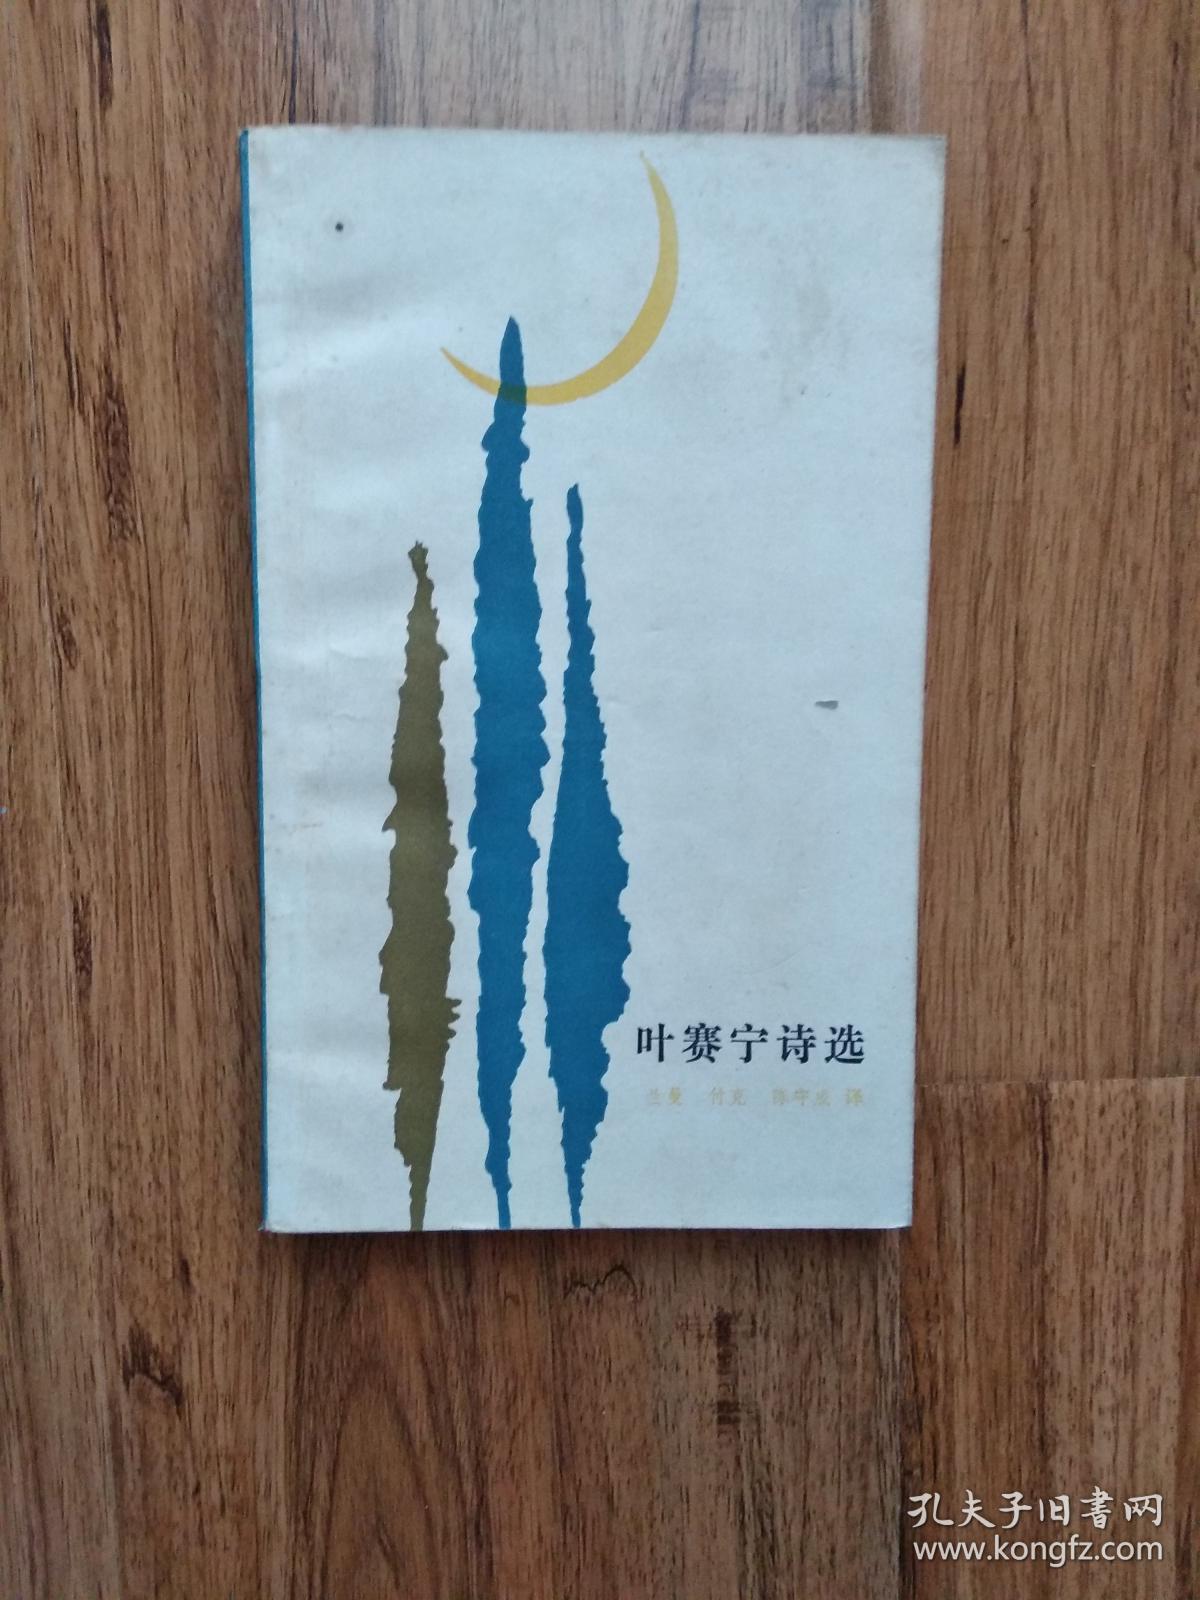 叶赛宁诗选
兰曼 付克 陈守成 译
孔夫子旧書网
www.kongfz.com